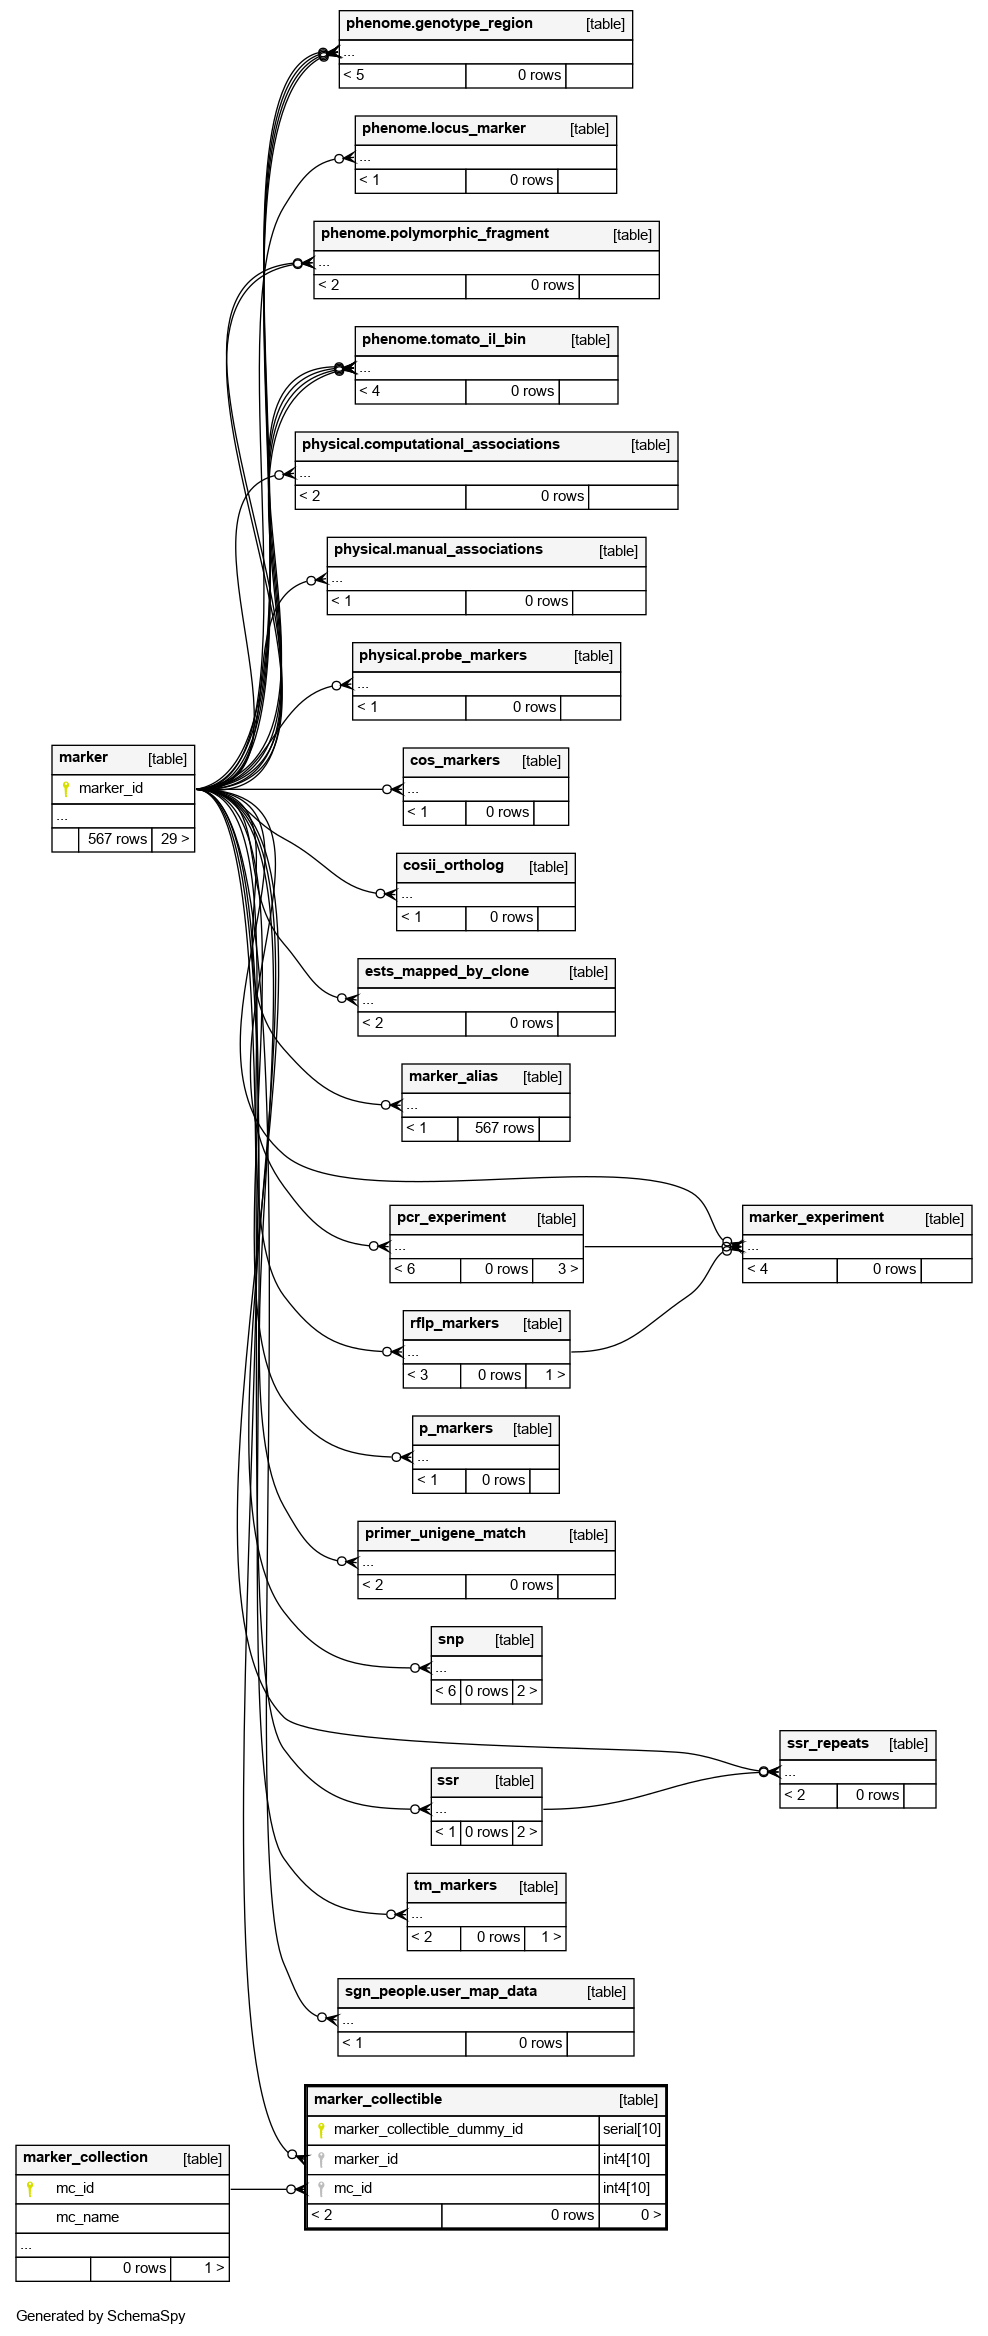 phenome.genotype_region [table]
...
< 5 0 rows
phenome.locus_marker [table]
...
< 1 0 rows
phenome.polymorphic_fragment [table]
...
< 2 0 rows
phenome.tomato_il_bin [table]
...
< 4 0 rows
physical.computational_associations [table]
...
< 2 0 rows
physical.manual_associations [table]
...
< 1 0 rows
physical.probe_markers [table]
...
< 1 0 rows
marker [table]
marker_id
...
567 rows 29 >
cos_markers [table]
...
< 1 0 rows
cosii_ortholog [table]
...
< 1 0 rows
ests_mapped_by_clone [table]
...
< 2 0 rows
marker_alias [table]
...
< 1 567 rows
pcr_experiment [table]
...
< 6 0 rows 3 >
marker_experiment [table]
...
< 4 0 rows
rflp_markers [table]
...
< 3 0 rows 1 >
p_markers [table]
...
< 1 0 rows
primer_unigene_match [table]
...
< 2 0 rows
snp [table]
...
< 6 0 rows 2 >
ssr_repeats [table]
...
< 2 0 rows
ssr [table]
...
< 1 0 rows 2 >
tm_markers [table]
...
< 2 0 rows 1 >
sgn_people.user_map_data [table]
...
< 1 0 rows
marker_collectible [table]
marker_collectible_dummy_id serial[10]
marker_id int4[10]
mc_id int4[10]
< 2 0 rows 0 >
marker_collection [table]
mc_id
mc_name
...
0 rows 1 >
Generated by SchemaSpy